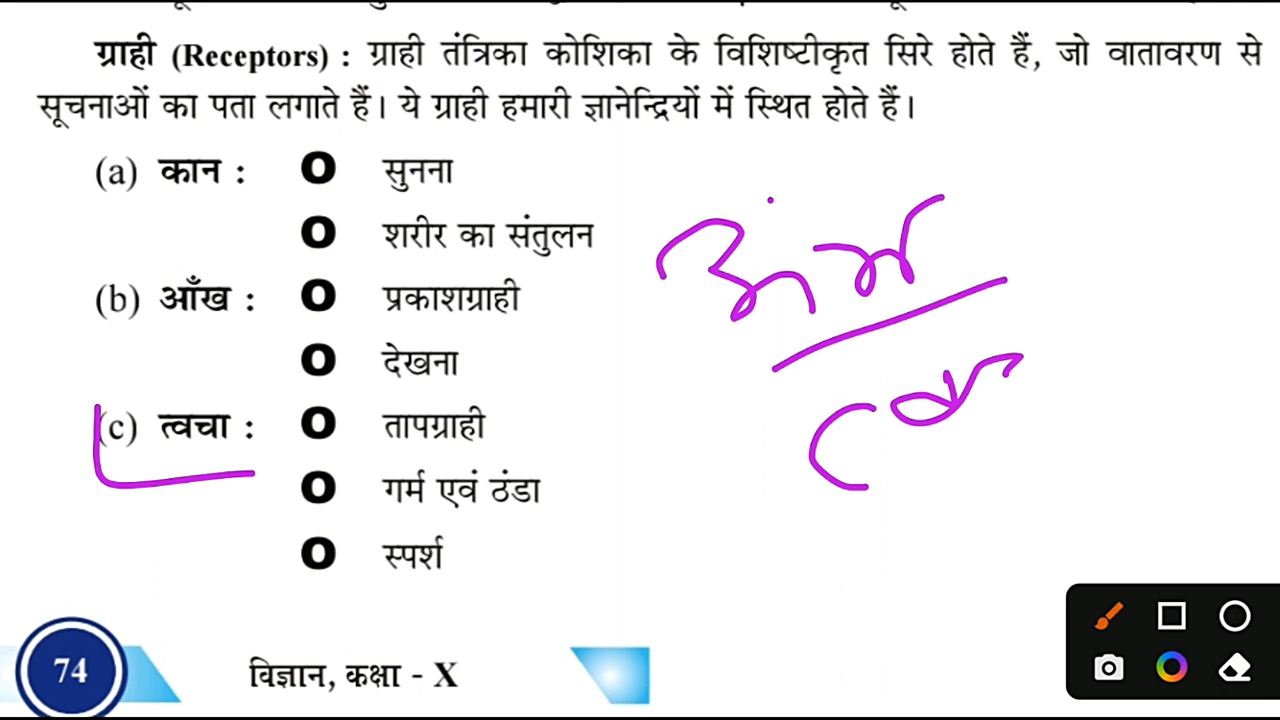 ग्राही (Receptors) : ग्राही तंत्रिका कोशिका के विशिष्टीकृत सिरे होते हैं, जो वातावरण से
सूचनाओं का पता लगाते हैं। ये ग्राही हमारी ज्ञानेन्द्रियों में स्थित होते हैं।
(a) कान : O सुनना
O शरीर का संतुलन
(b) आँख : O प्रकाशग्राही
O देखना
(c) त्वचा : O तापग्राही
O गर्म एवं ठंडा
O स्पर्श
74 विज्ञान, कक्षा - X